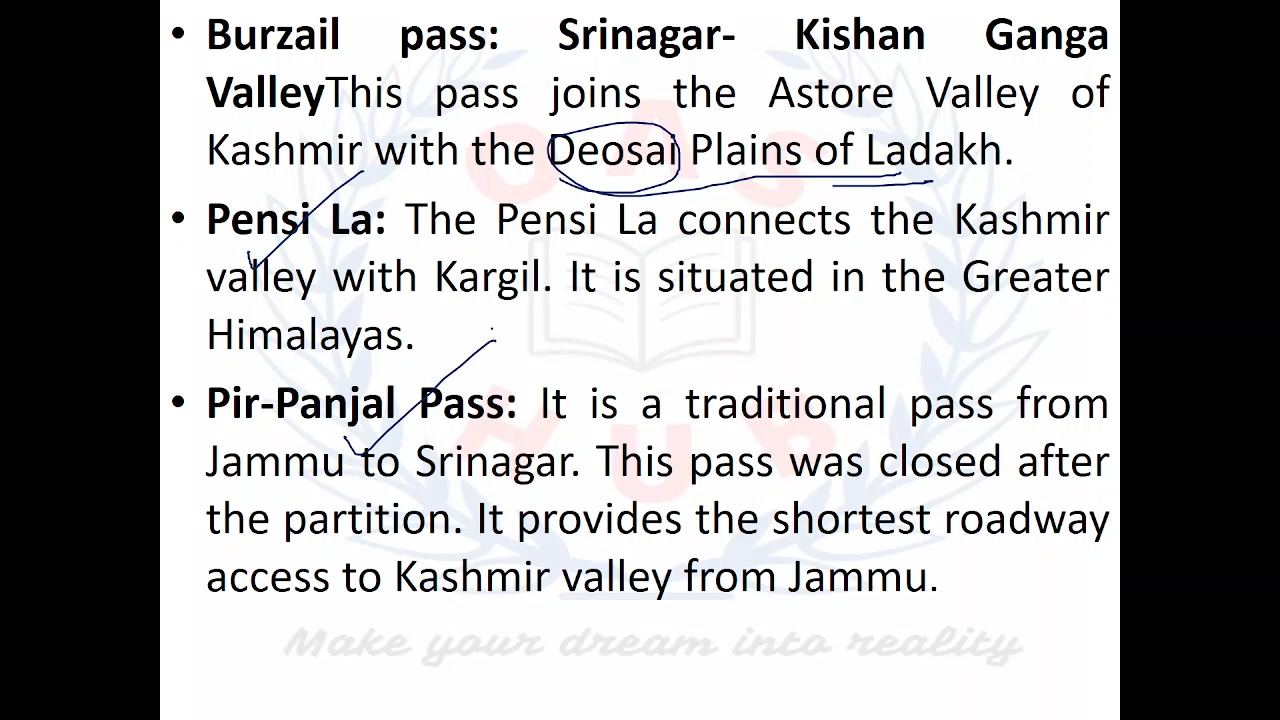 • Burzail pass: Srinagar- Kishan Ganga
ValleyThis pass joins the Astore Valley of
Kashmir with the Deosai Plains of Ladakh.
• Pensi La: The Pensi La connects the Kashmir
valley with Kargil. It is situated in the Greater
Himalayas.
• Pir-Panjal Pass: It is a traditional pass from
Jammu to Srinagar. This pass was closed after
the partition. It provides the shortest roadway
access to Kashmir valley from Jammu.
OAS
HUB
Make your dream into reality